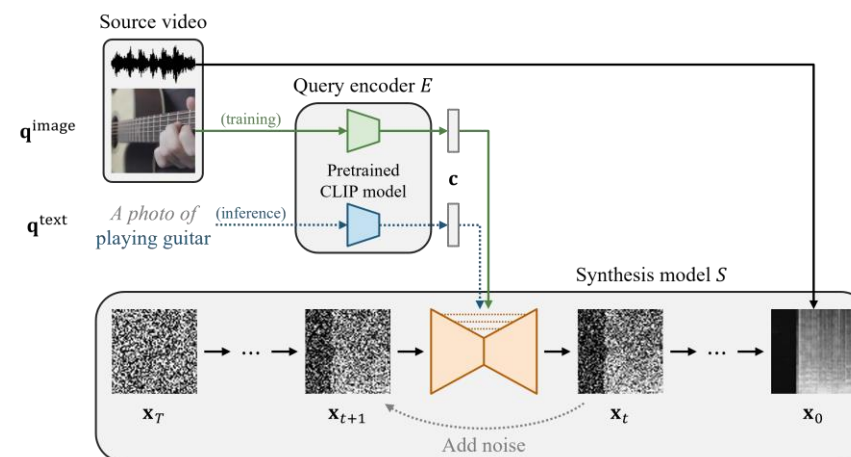 Source video
Query encoder E
q^image
(training)
Pretrained
CLIP model
c
q^text
A photo of
playing guitar
(inference)
Synthesis model S
...
...
x_T
x_{t+1}
x_t
x_0
Add noise